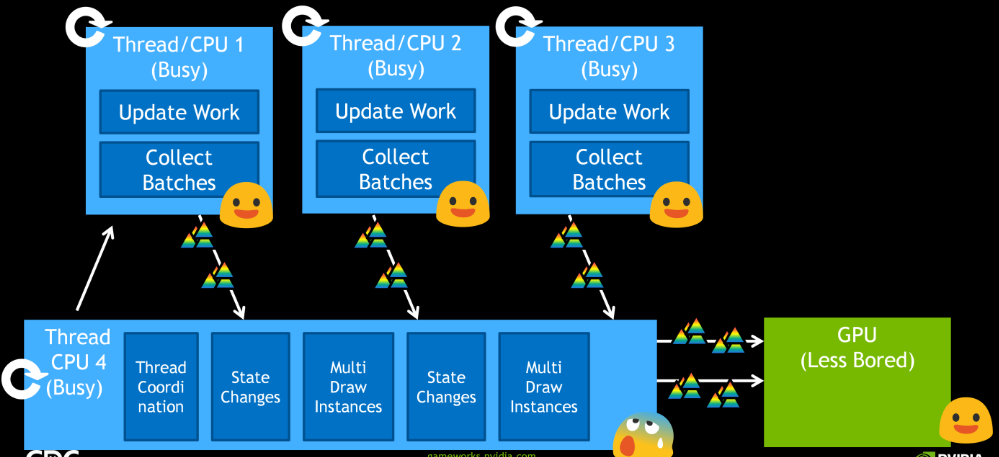 Thread/CPU 1
(Busy)
Update Work
Collect
Batches
Thread/CPU 2
(Busy)
Update Work
Collect
Batches
Thread/CPU 3
(Busy)
Update Work
Collect
Batches
Thread
CPU 4
(Busy)
Thread
Coordi
nation
State
Changes
Multi
Draw
Instances
State
Changes
Multi
Draw
Instances
GPU
(Less Bored)
GDC
gameworks.nvidia.com
NVIDIA